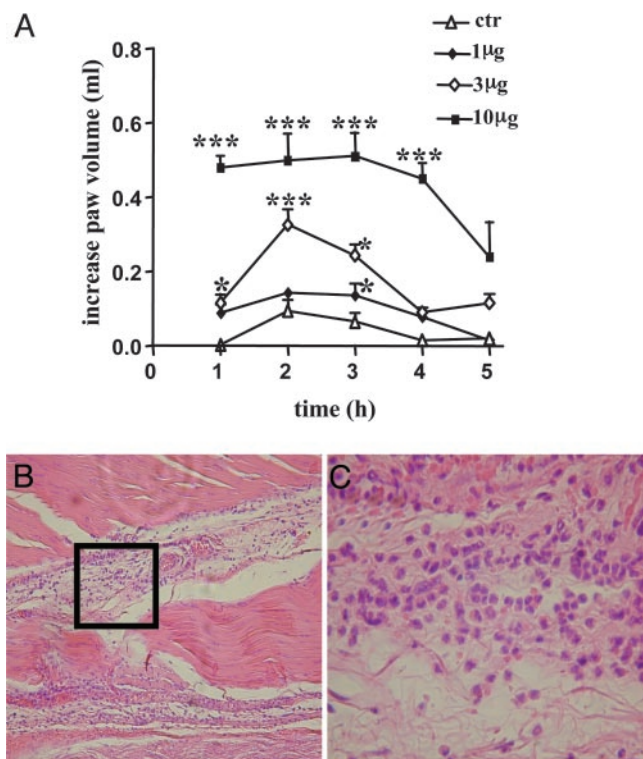 A
ctr
1μg
3μg
10μg
increase paw volume (ml)
0.8
0.6
0.4
0.2
0.0
*** *** *** ***
***
* *
*
0 1 2 3 4 5
time (h)
B
C